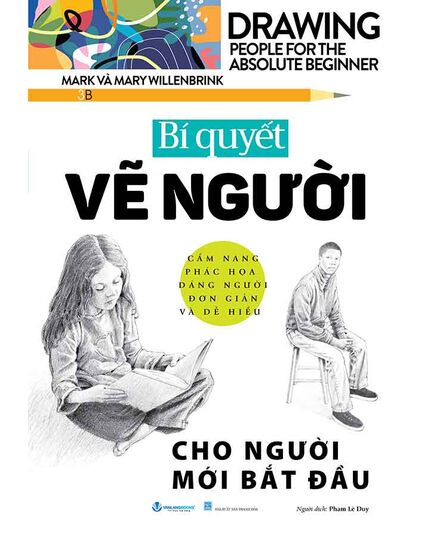 DRAWING
PEOPLE FOR THE
ABSOLUTE BEGINNER
MARK VÀ MARY WILLENBRINK
3B
Bí quyết
VẼ NGƯỜI
CẨM NANG
PHÁC HỌA
DÁNG NGƯỜI
ĐƠN GIẢN
VÀ DỄ HIỂU
CHO NGƯỜI
MỚI BẮT ĐẦU
VANLANGBOOKS
Người dịch: Phạm Lê Duy